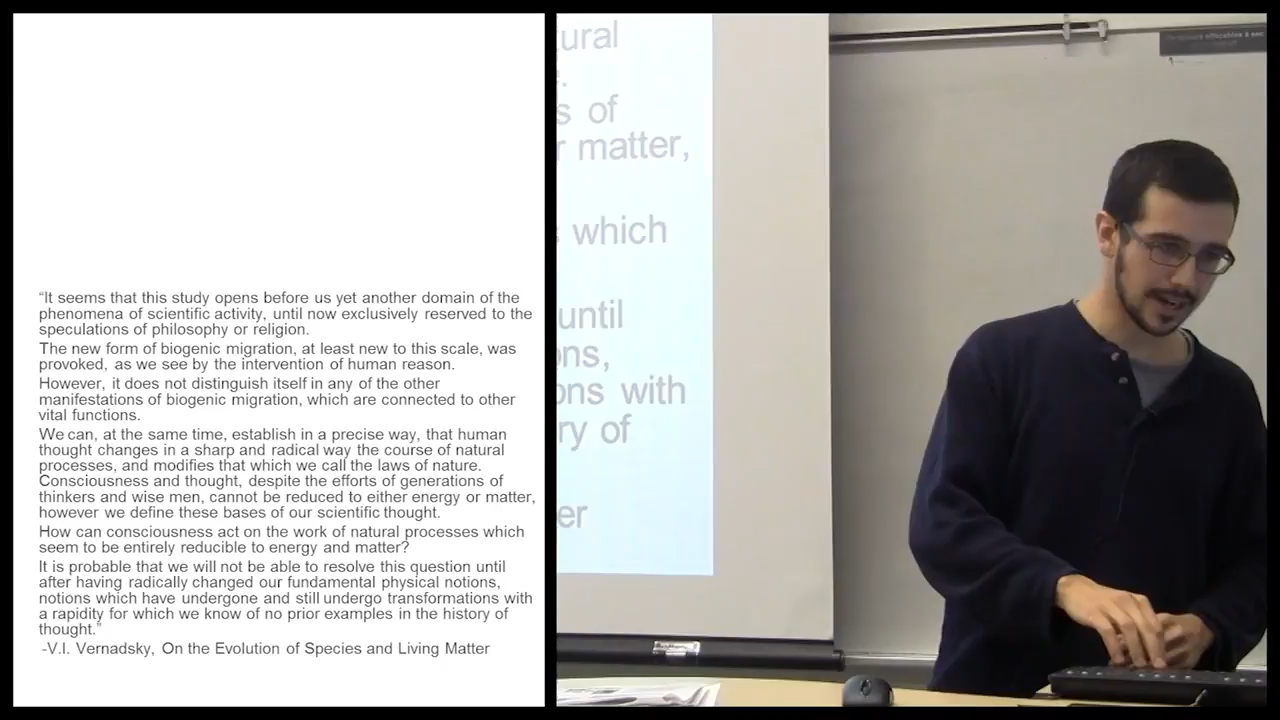 “It seems that this study opens before us yet another domain of the
phenomena of scientific activity, until now exclusively reserved to the
speculations of philosophy or religion.
The new form of biogenic migration, at least new to this scale, was
provoked, as we see by the intervention of human reason.
However, it does not distinguish itself in any of the other
manifestations of biogenic migration, which are connected to other
vital functions.
We can, at the same time, establish in a precise way, that human
thought changes in a sharp and radical way the course of natural
processes, and modifies that which we call the laws of nature.
Consciousness and thought, despite the efforts of generations of
thinkers and wise men, cannot be reduced to either energy or matter,
however we define these bases of our scientific thought.
How can consciousness act on the work of natural processes which
seem to be entirely reducible to energy and matter?
It is probable that we will not be able to resolve this question until
after having radically changed our fundamental physical notions,
notions which have undergone and still undergo transformations with
a rapidity for which we know of no prior examples in the history of
thought.”
-V.I. Vernadsky, On the Evolution of Species and Living Matter
tural
s of
r matter,
which
until
ons,
ons with
ry of
er